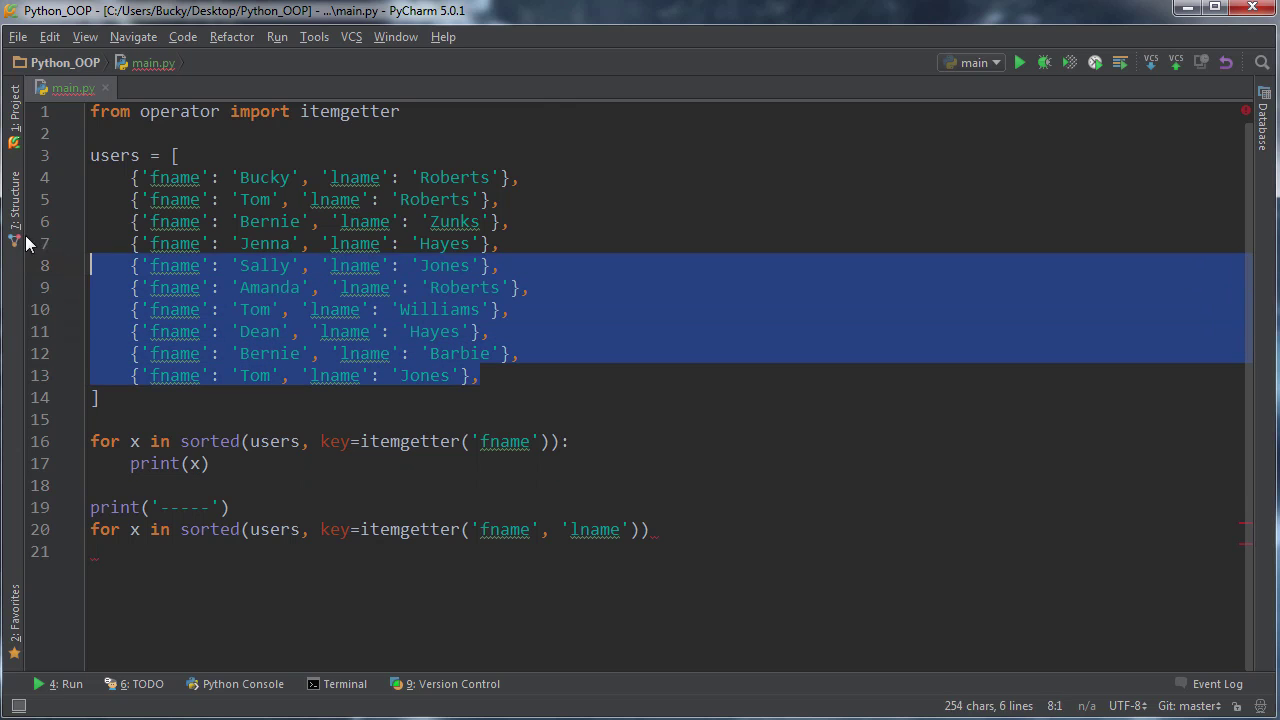 Python_OOP - [C:/Users/Bucky/Desktop/Python_OOP] - ...\main.py - PyCharm 5.0.1
File Edit View Navigate Code Refactor Run Tools VCS Window Help
Python_OOP main.py main VCS VCS
main.py
1: Project
7: Structure
2: Favorites
Database
1 from operator import itemgetter
2
3 users = [
4     {'fname': 'Bucky', 'lname': 'Roberts'},
5     {'fname': 'Tom', 'lname': 'Roberts'},
6     {'fname': 'Bernie', 'lname': 'Zunks'},
7     {'fname': 'Jenna', 'lname': 'Hayes'},
8     {'fname': 'Sally', 'lname': 'Jones'},
9     {'fname': 'Amanda', 'lname': 'Roberts'},
10     {'fname': 'Tom', 'lname': 'Williams'},
11     {'fname': 'Dean', 'lname': 'Hayes'},
12     {'fname': 'Bernie', 'lname': 'Barbie'},
13     {'fname': 'Tom', 'lname': 'Jones'},
14 ]
15
16 for x in sorted(users, key=itemgetter('fname')):
17     print(x)
18
19 print('-----')
20 for x in sorted(users, key=itemgetter('fname', 'lname'))
21
4: Run 6: TODO Python Console Terminal 9: Version Control Event Log
254 chars, 6 lines 8:1 n/a UTF-8 Git: master